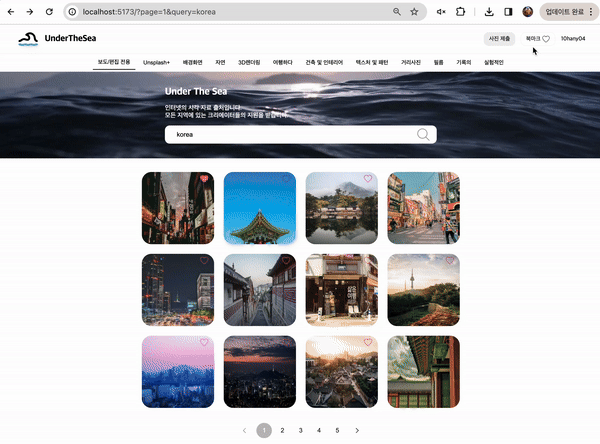 localhost:5173/?page=1&query=korea
업데이트 완료
UnderTheSea
사진 제출
북마크
10hany04
보도/편집 전용 Unsplash+ 배경화면 자연 3D렌더링 여행하다 건축 및 인테리어 텍스처 및 패턴 거리사진 필름 기록의 실험적인
Under The Sea
인터넷의 시각 자료 출처입니다.
모든 지역에 있는 크리에이터들의 지원을 받습니다.
korea
1 2 3 4 5